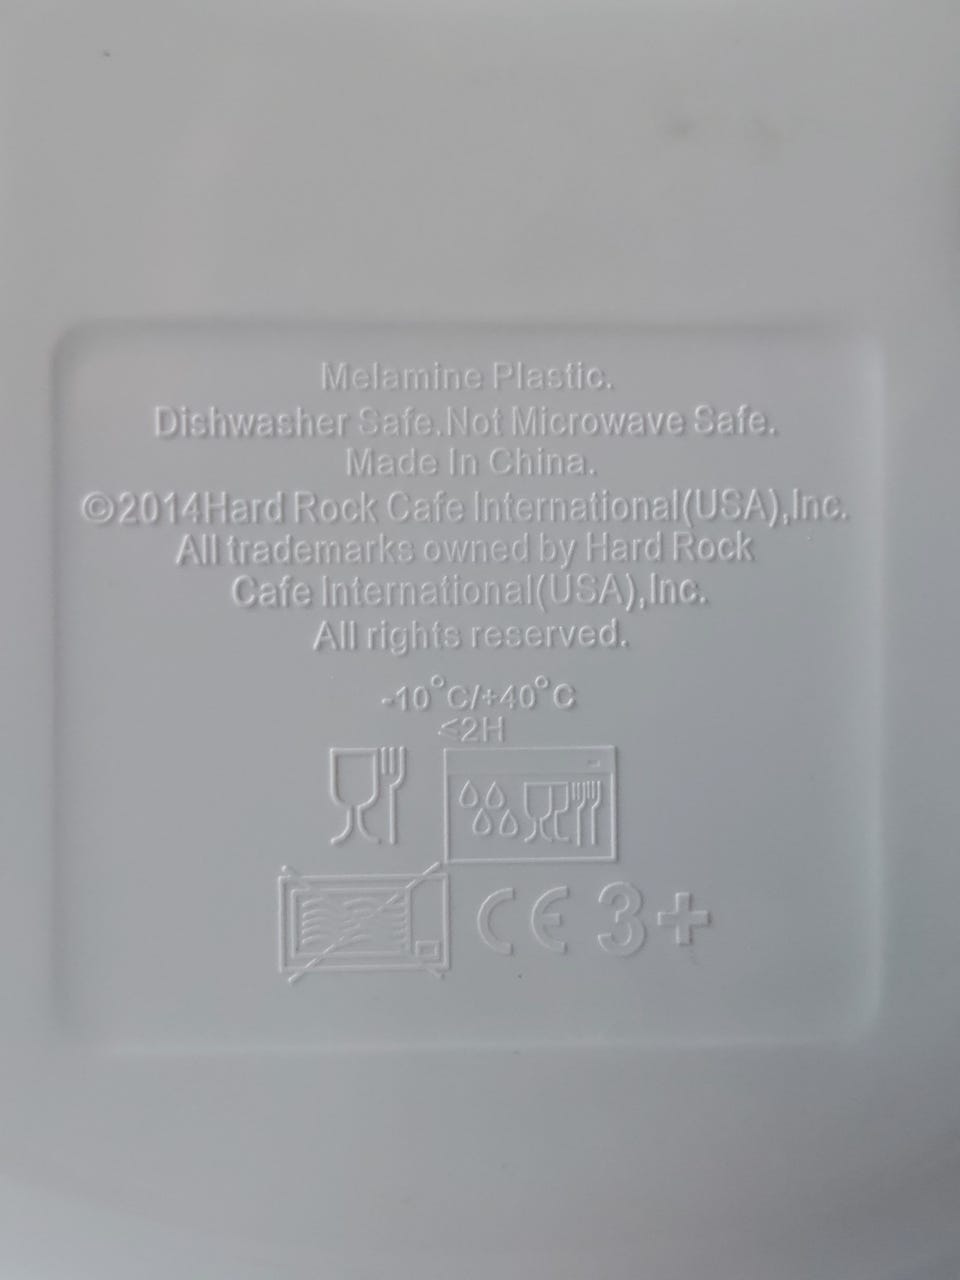 Melamine Plastic.
Dishwasher Safe.Not Microwave Safe.
Made In China.
©2014Hard Rock Cafe International(USA),Inc.
All trademarks owned by Hard Rock
Cafe International(USA),Inc.
All rights reserved.
-10°C/+40°C
≤2H
CE 3+